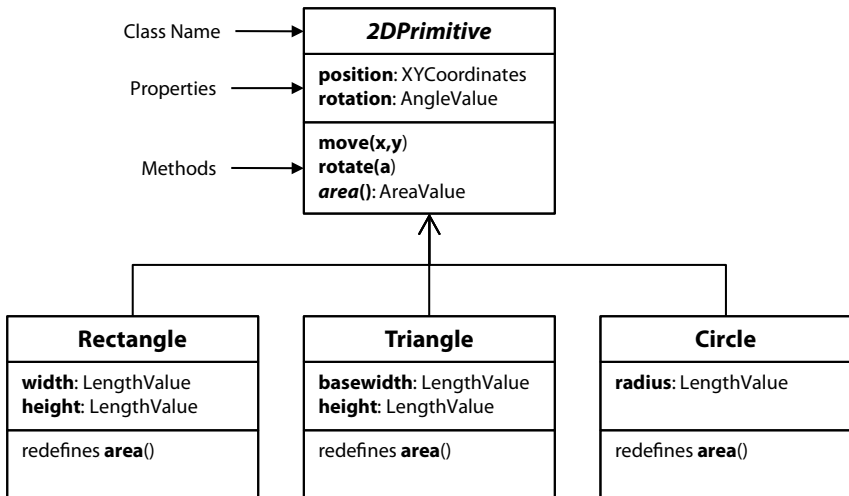 Class Name
2DPrimitive
Properties
position: XYCoordinates
rotation: AngleValue
Methods
move(x,y)
rotate(a)
area(): AreaValue
Rectangle
width: LengthValue
height: LengthValue
redefines area()
Triangle
basewidth: LengthValue
height: LengthValue
redefines area()
Circle
radius: LengthValue
redefines area()